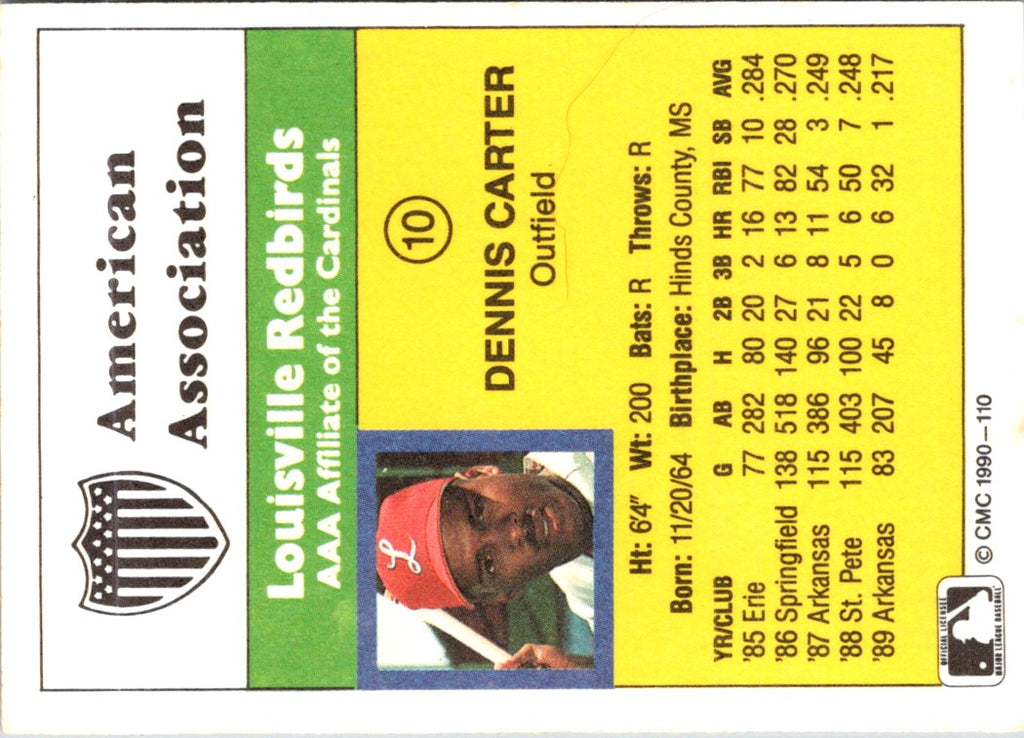 American
Association
Louisville Redbirds
AAA Affiliate of the Cardinals
10
DENNIS CARTER
Outfield
L
Ht: 6'4" Wt: 200 Bats: R Throws: R
Born: 11/20/64 Birthplace: Hinds County, MS
YR/CLUB G AB H 2B 3B HR RBI SB AVG
'85 Erie 77 282 80 20 2 16 77 10 .284
'86 Springfield 138 518 140 27 6 13 82 28 .270
'87 Arkansas 115 386 96 21 8 11 54 3 .249
'88 St. Pete 115 403 100 22 5 6 50 7 .248
'89 Arkansas 83 207 45 8 0 6 32 1 .217
OFFICIAL LICENSEE
MAJOR LEAGUE BASEBALL
© CMC 1990–110